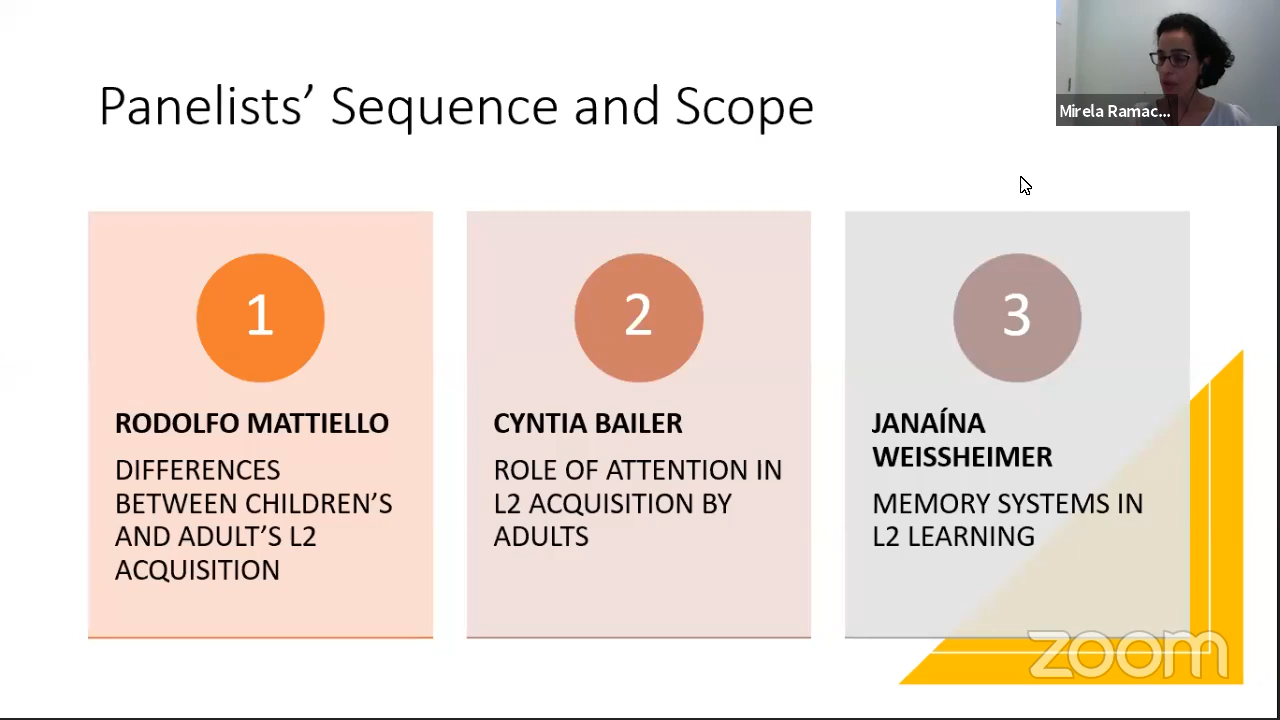 Panelists’ Sequence and Scope
Mirela Ramac...
1
RODOLFO MATTIELLO
DIFFERENCES
BETWEEN CHILDREN’S
AND ADULT’S L2
ACQUISITION
2
CYNTIA BAILER
ROLE OF ATTENTION IN
L2 ACQUISITION BY
ADULTS
3
JANAÍNA
WEISSHEIMER
MEMORY SYSTEMS IN
L2 LEARNING
zoom